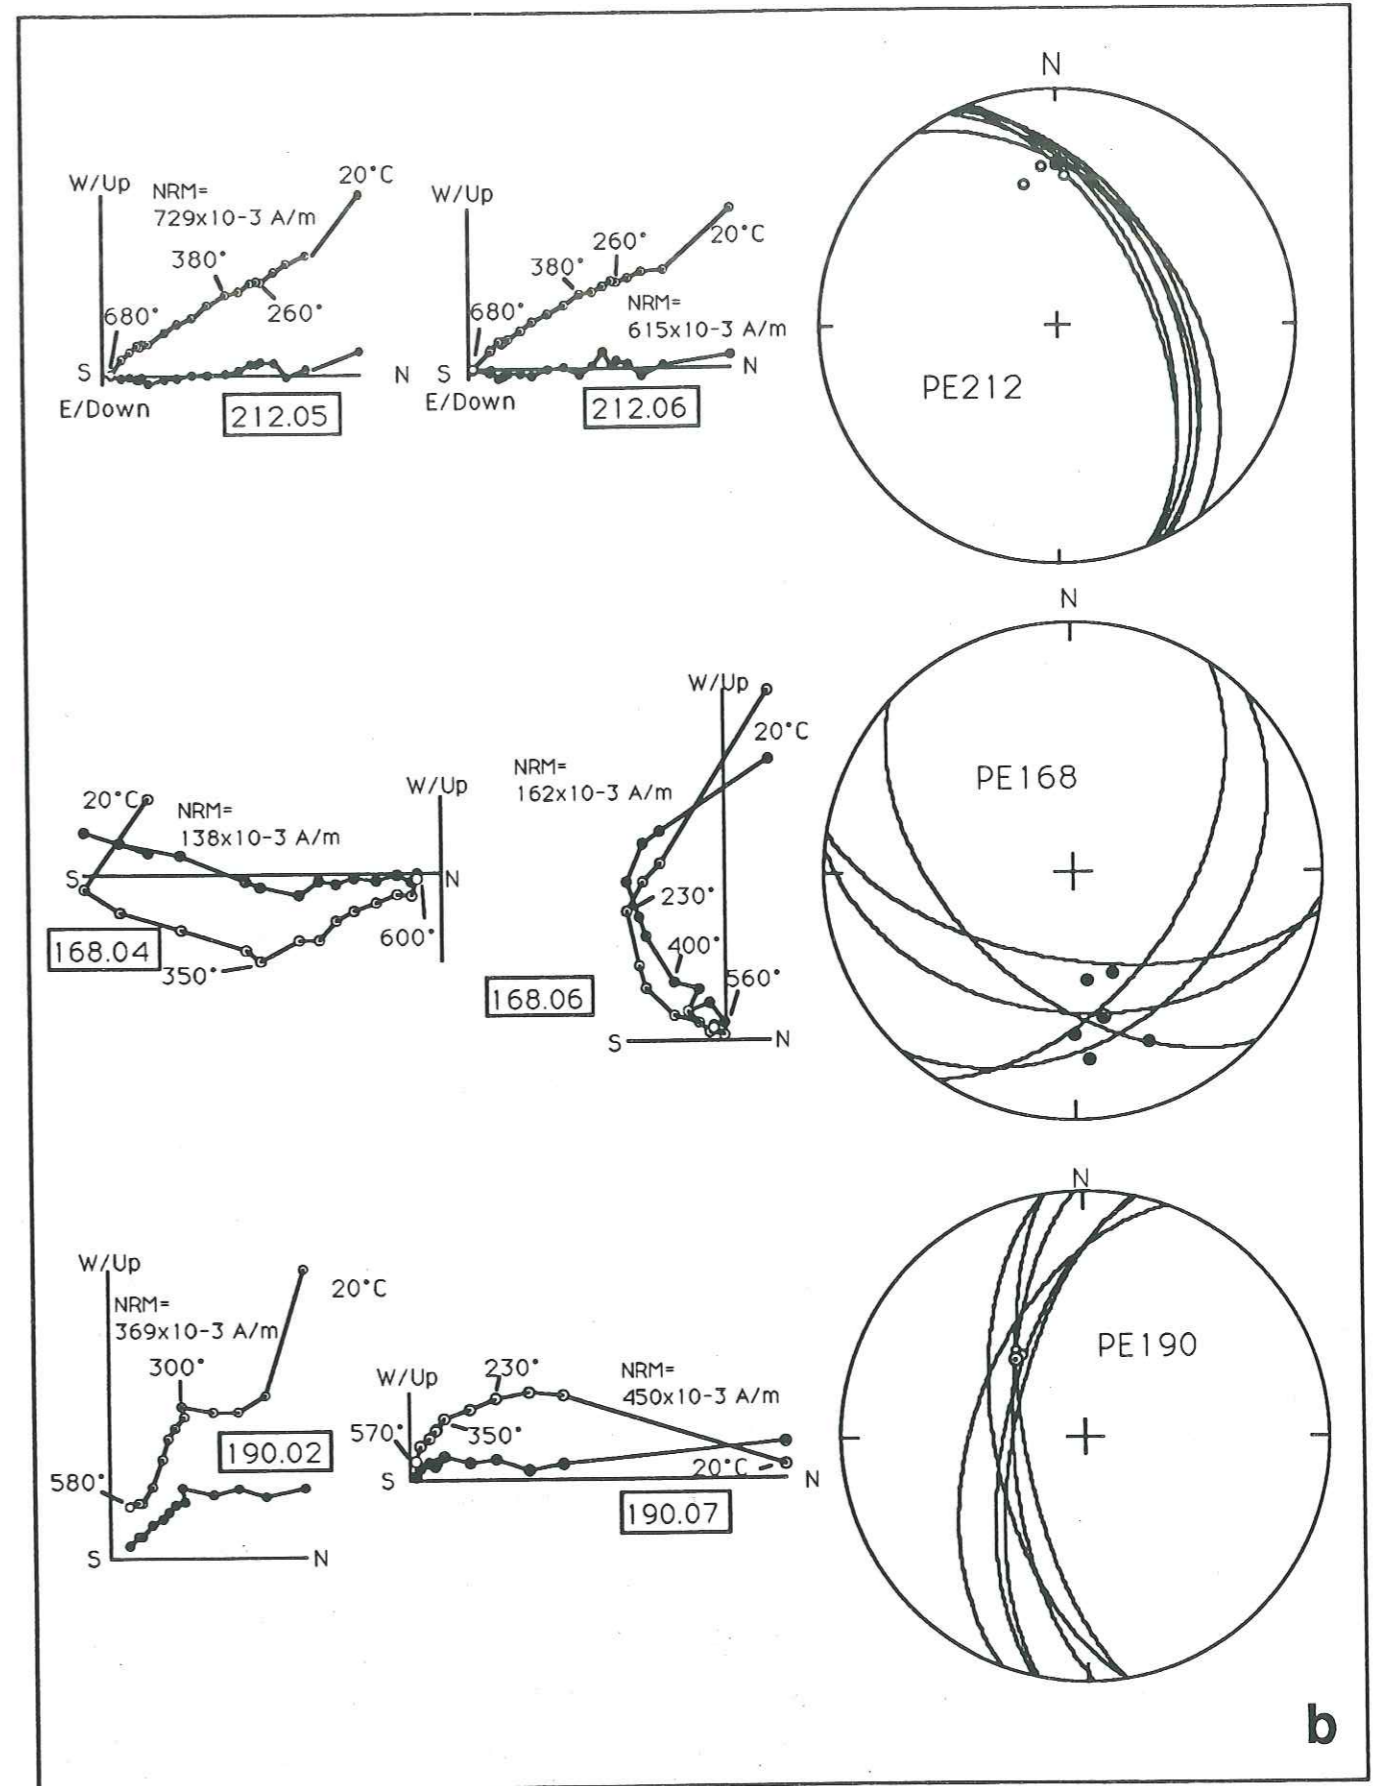 N
W/Up
NRM=
729x10-3 A/m
20°C
380°
260°
680°
S
N
E/Down
212.05
W/Up
20°C
260°
380°
NRM=
615x10-3 A/m
680°
S
N
E/Down
212.06
PE212
N
W/Up
20°C
NRM=
138x10-3 A/m
S
N
168.04
350°
600°
W/Up
20°C
NRM=
162x10-3 A/m
230°
400°
560°
168.06
S
N
PE168
N
W/Up
20°C
NRM=
369x10-3 A/m
300°
190.02
580°
S
N
W/Up
230°
NRM=
450x10-3 A/m
570°
350°
20°C
S
N
190.07
PE190
b